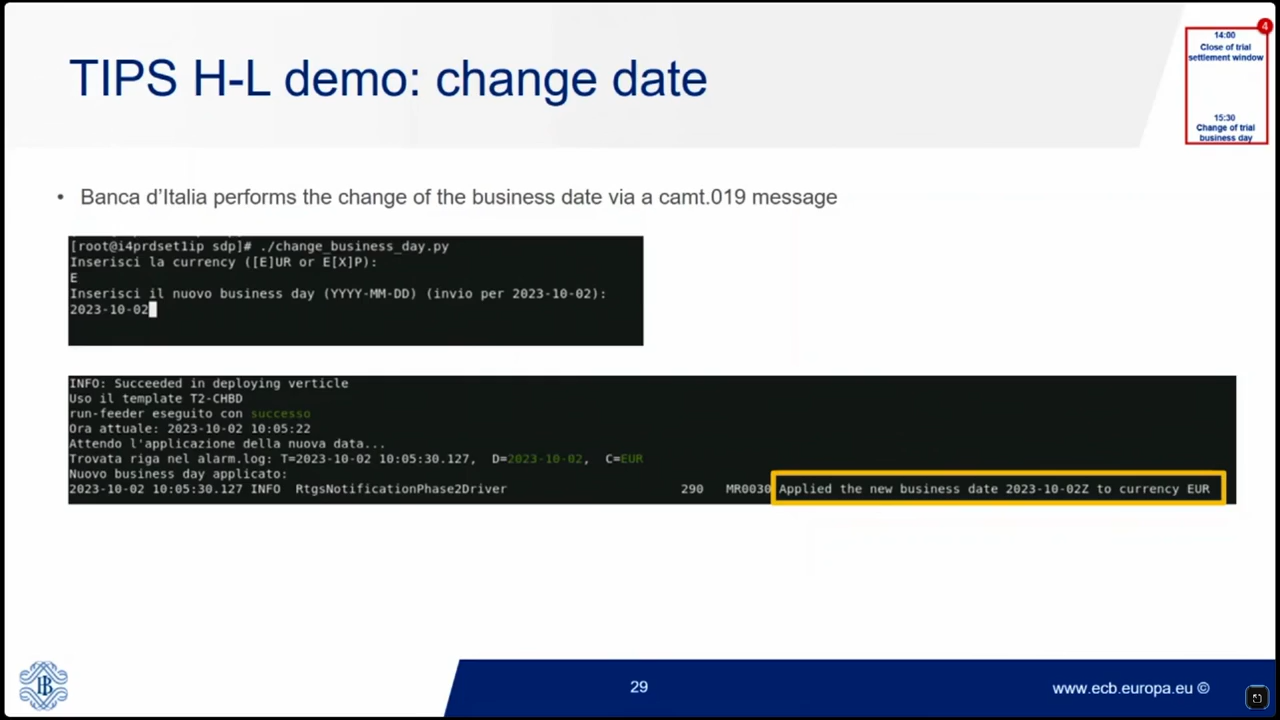 TIPS H-L demo: change date
4
14:00
Close of trial
settlement window
15:30
Change of trial
business day
• Banca d'Italia performs the change of the business date via a camt.019 message
[root@i4prdset1ip sdp]# ./change_business_day.py
Inserisci la currency ([E]UR or E[X]P):
E
Inserisci il nuovo business day (YYYY-MM-DD) (invio per 2023-10-02):
2023-10-02
INFO: Succeeded in deploying verticle
Uso il template T2-CHBD
run-feeder eseguito con successo
Ora attuale: 2023-10-02 10:05:22
Attendo l'applicazione della nuova data...
Trovata riga nel alarm.log: T=2023-10-02 10:05:30.127, D=2023-10-02, C=EUR
Nuovo business day applicato:
2023-10-02 10:05:30.127 INFO RtgsNotificationPhase2Driver 290 MR0030 Applied the new business date 2023-10-02Z to currency EUR
29
www.ecb.europa.eu ©